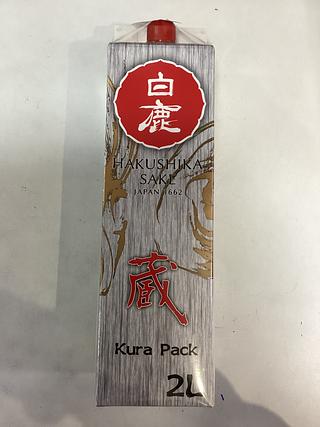 白
鹿
HAKUSHIKA
SAKE
JAPAN 1662
蔵
Kura Pack
2L